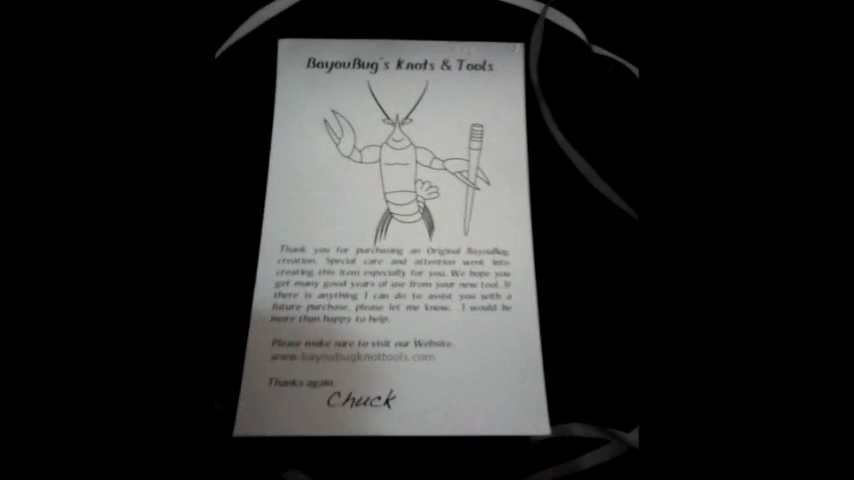 BayouBug's Knots & Tools
Thank you for purchasing an Original BayouBug
creation. Special care and attention went into
creating this item especially for you. We hope you
get many good years of use from your new tool. If
there is anything I can do to assist you with a
future purchase, please let me know. I would be
more than happy to help.
Please make sure to visit our Website.
www.bayoubugknottools.com
Thanks again,
Chuck